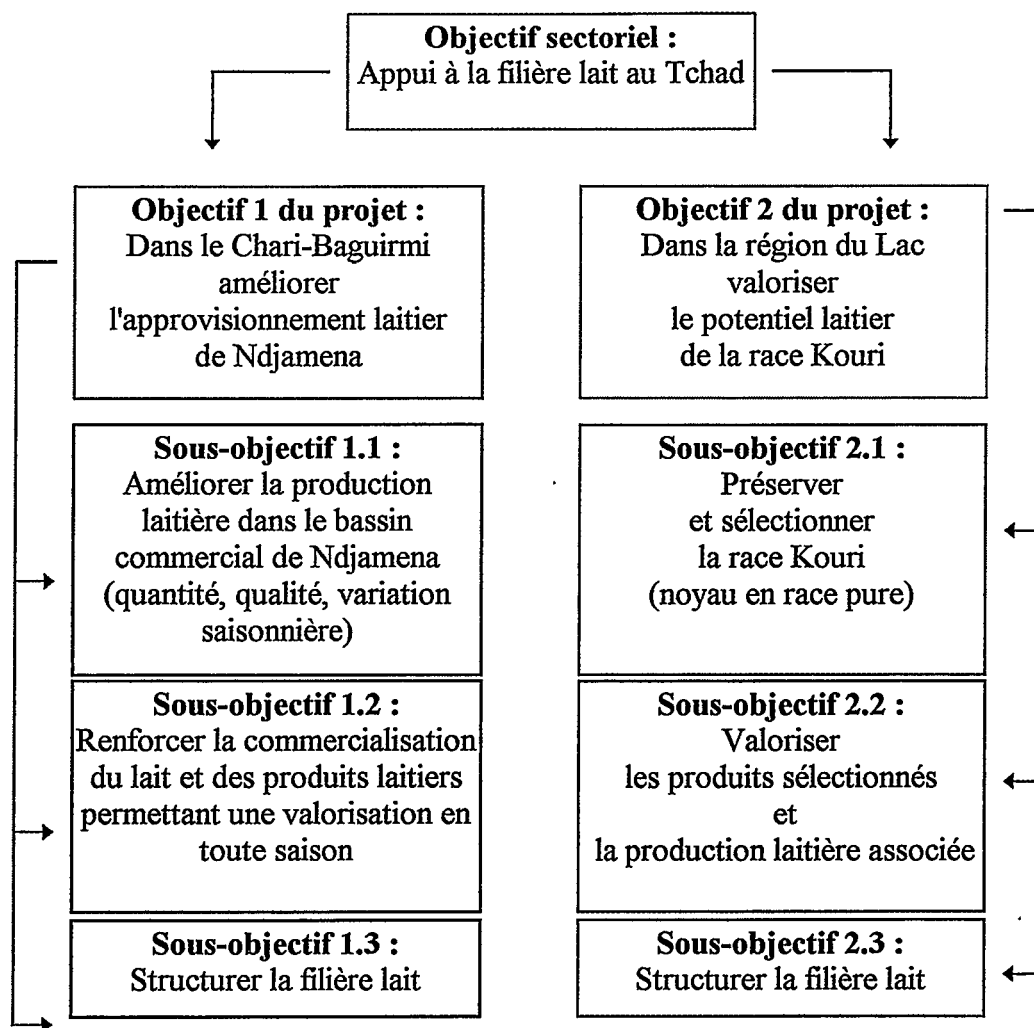 Objectif sectoriel :
Appui à la filière lait au Tchad
Objectif 1 du projet :
Dans le Chari-Baguirmi
améliorer
l'approvisionnement laitier
de Ndjamena
Objectif 2 du projet :
Dans la région du Lac
valoriser
le potentiel laitier
de la race Kouri
Sous-objectif 1.1 :
Améliorer la production
laitière dans le bassin
commercial de Ndjamena
(quantité, qualité, variation
saisonnière)
Sous-objectif 2.1 :
Préserver
et sélectionner
la race Kouri
(noyau en race pure)
Sous-objectif 1.2 :
Renforcer la commercialisation
du lait et des produits laitiers
permettant une valorisation en
toute saison
Sous-objectif 2.2 :
Valoriser
les produits sélectionnés
et
la production laitière associée
Sous-objectif 1.3 :
Structurer la filière lait
Sous-objectif 2.3 :
Structurer la filière lait